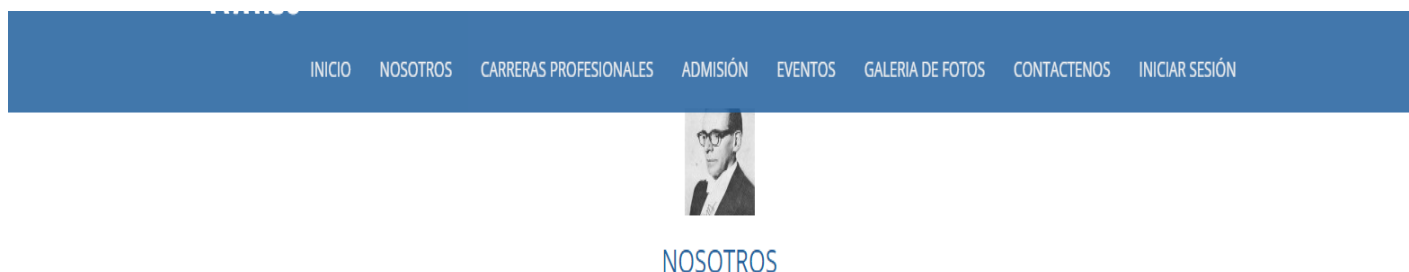 INICIO NOSOTROS CARRERAS PROFESIONALES ADMISIÓN EVENTOS GALERIA DE FOTOS CONTACTENOS INICIAR SESIÓN
NOSOTROS